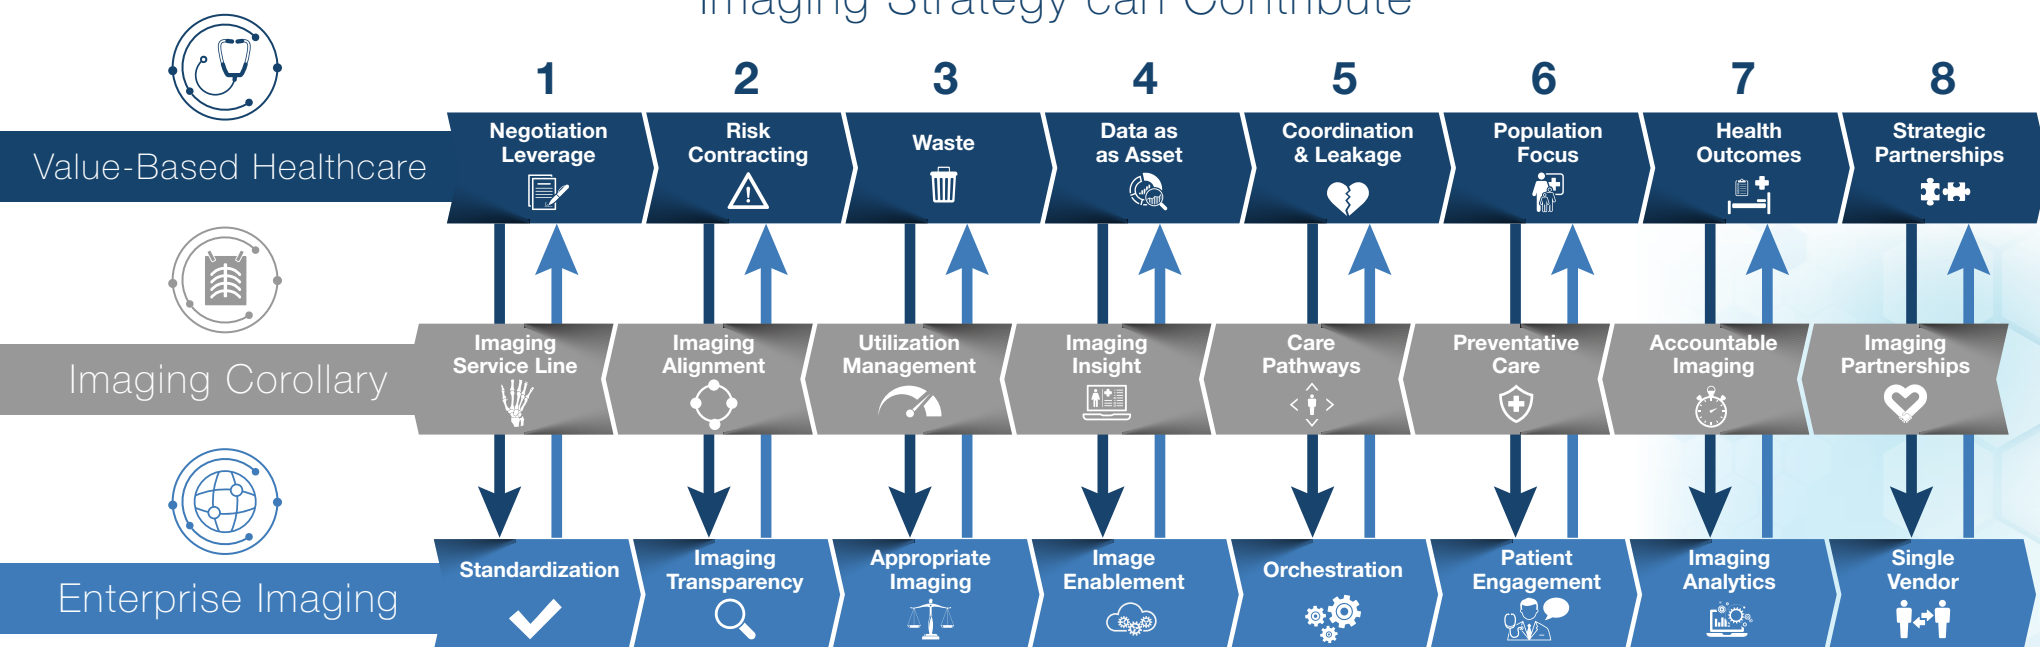 Imaging Strategy can Contribute
1 2 3 4 5 6 7 8
Value-Based Healthcare
Negotiation
Leverage
Risk
Contracting
Waste
Data as
as Asset
Coordination
& Leakage
Population
Focus
Health
Outcomes
Strategic
Partnerships
Imaging Corollary
Imaging
Service Line
Imaging
Alignment
Utilization
Management
Imaging
Insight
Care
Pathways
Preventative
Care
Accountable
Imaging
Imaging
Partnerships
Enterprise Imaging
Standardization
Imaging
Transparency
Appropriate
Imaging
Image
Enablement
Orchestration
Patient
Engagement
Imaging
Analytics
Single
Vendor